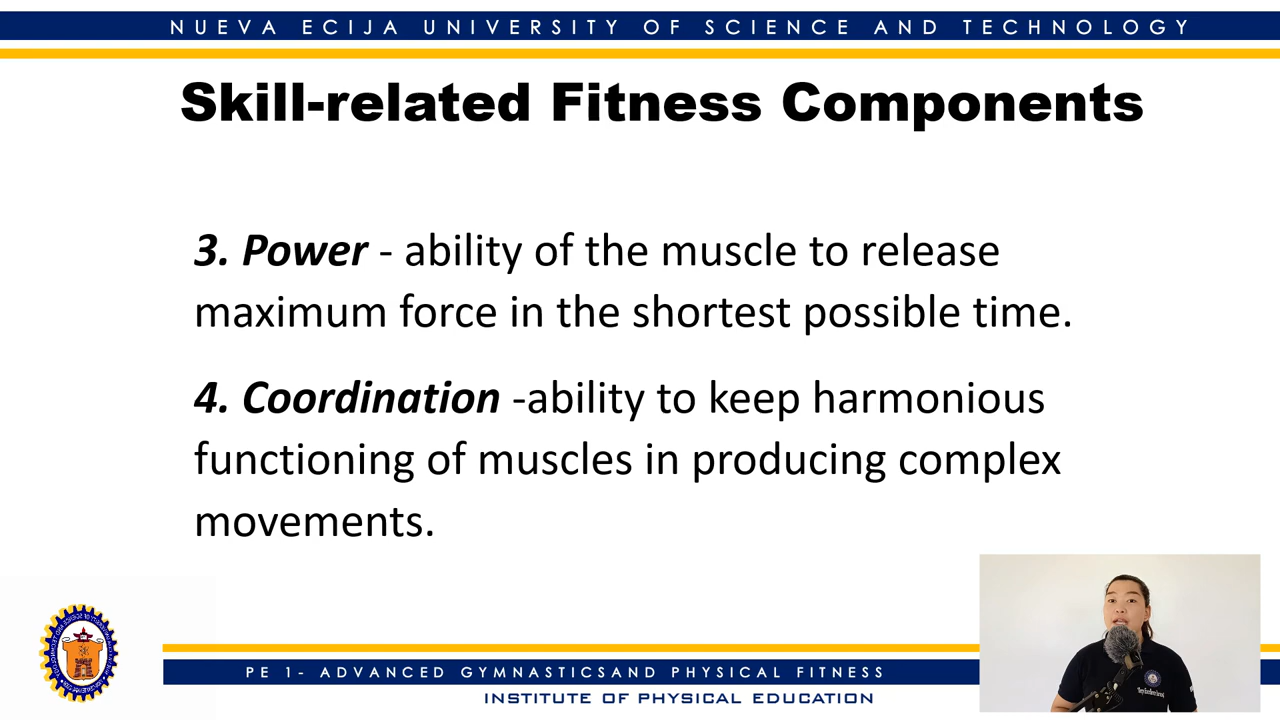 NUEVA ECIJA UNIVERSITY OF SCIENCE AND TECHNOLOGY
Skill-related Fitness Components
3. Power - ability of the muscle to release
maximum force in the shortest possible time.
4. Coordination -ability to keep harmonious
functioning of muscles in producing complex
movements.
PE 1- ADVANCED GYMNASTICSAND PHYSICAL FITNESS
INSTITUTE OF PHYSICAL EDUCATION